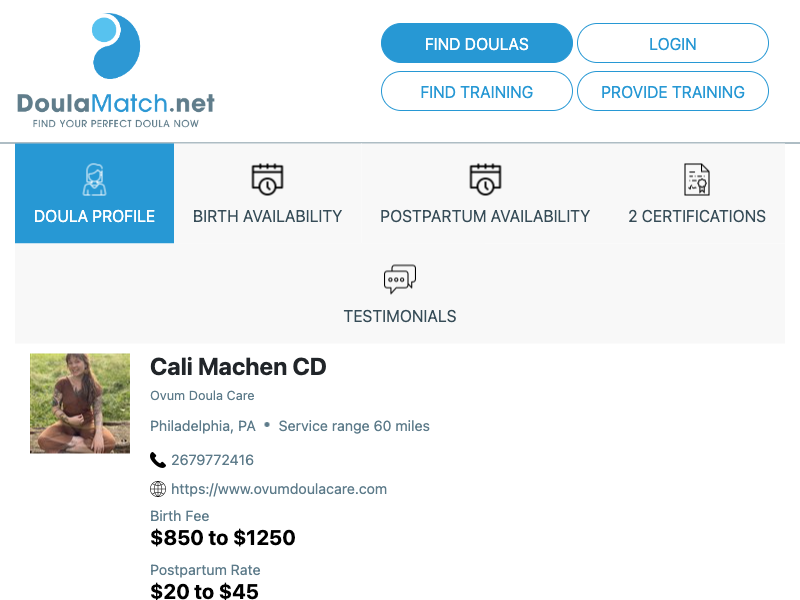 DoulaMatch.net
FIND YOUR PERFECT DOULA NOW
FIND DOULAS
LOGIN
FIND TRAINING
PROVIDE TRAINING
DOULA PROFILE
BIRTH AVAILABILITY
POSTPARTUM AVAILABILITY
2 CERTIFICATIONS
TESTIMONIALS
Cali Machen CD
Ovum Doula Care
Philadelphia, PA • Service range 60 miles
2679772416
https://www.ovumdoulacare.com
Birth Fee
$850 to $1250
Postpartum Rate
$20 to $45